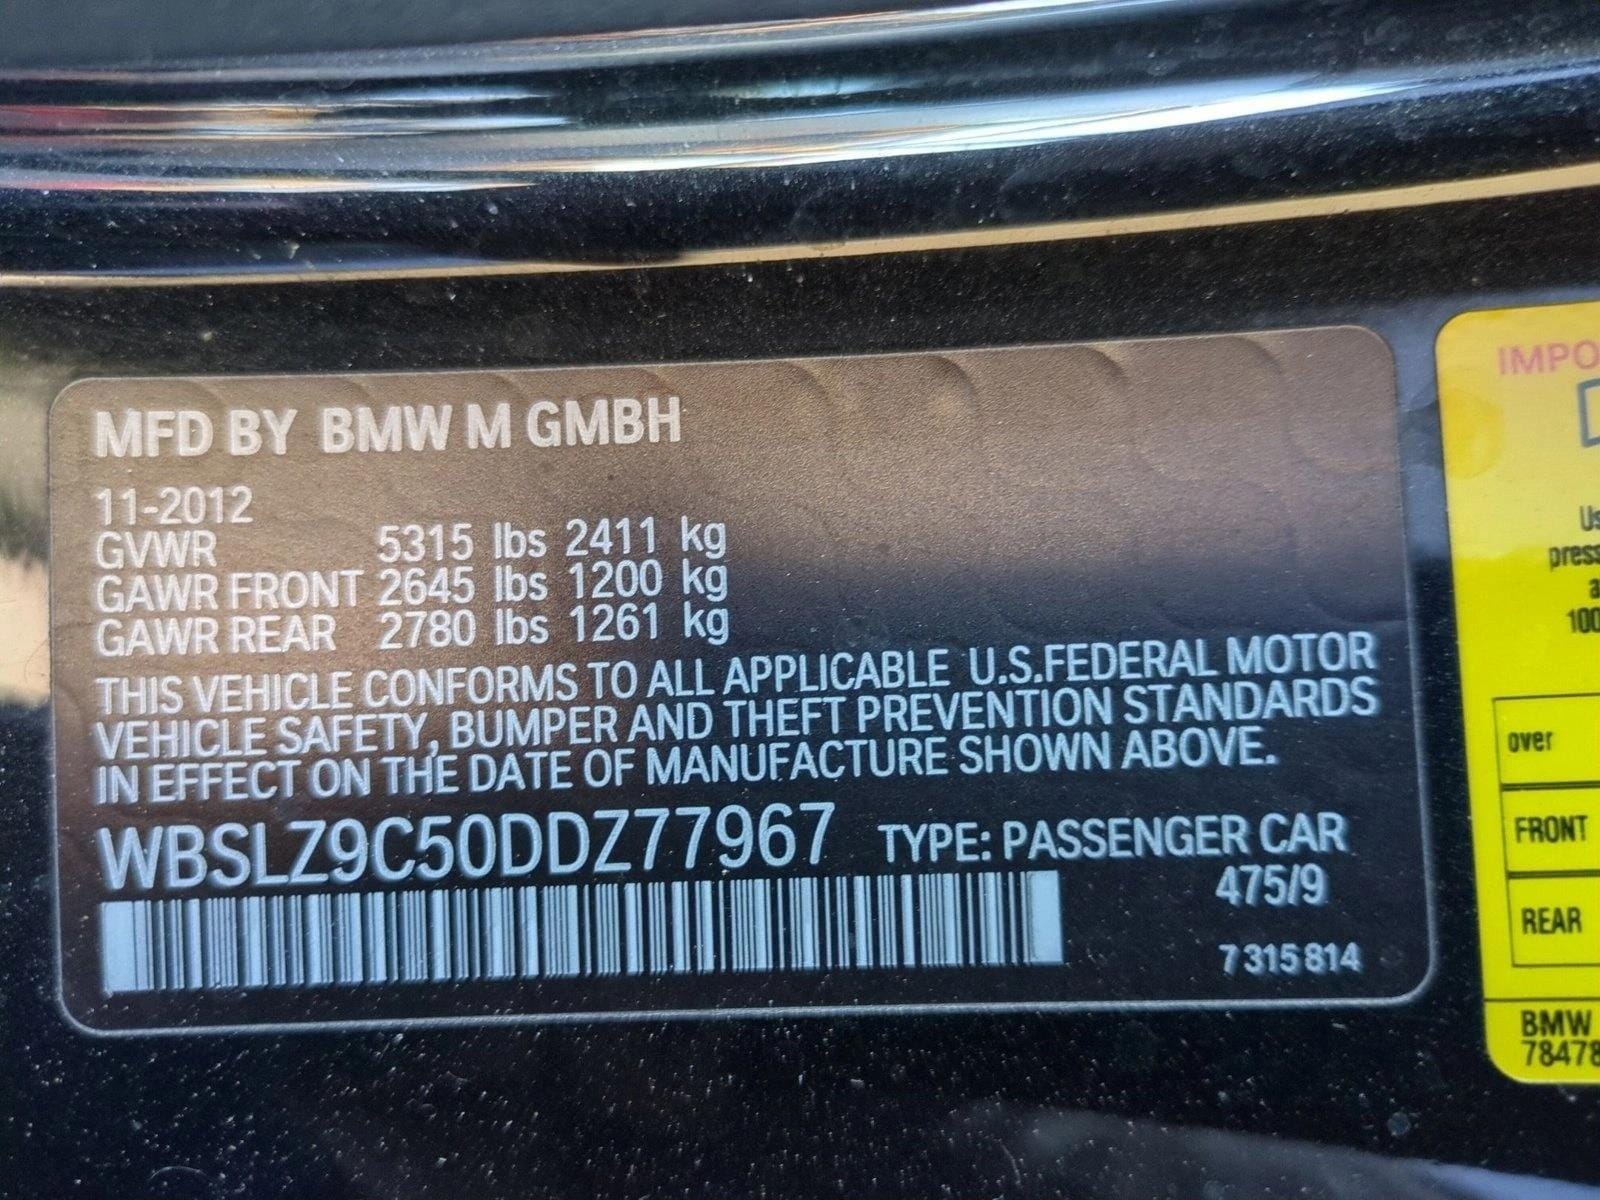 MFD BY BMW M GMBH
11-2012
GVWR 5315 lbs 2411 kg
GAWR FRONT 2645 lbs 1200 kg
GAWR REAR 2780 lbs 1261 kg
THIS VEHICLE CONFORMS TO ALL APPLICABLE U.S.FEDERAL MOTOR
VEHICLE SAFETY, BUMPER AND THEFT PREVENTION STANDARDS
IN EFFECT ON THE DATE OF MANUFACTURE SHOWN ABOVE.
WBSLZ9C50DDZ77967 TYPE: PASSENGER CAR
475/9
7 315 814
over
FRONT
REAR
BMW